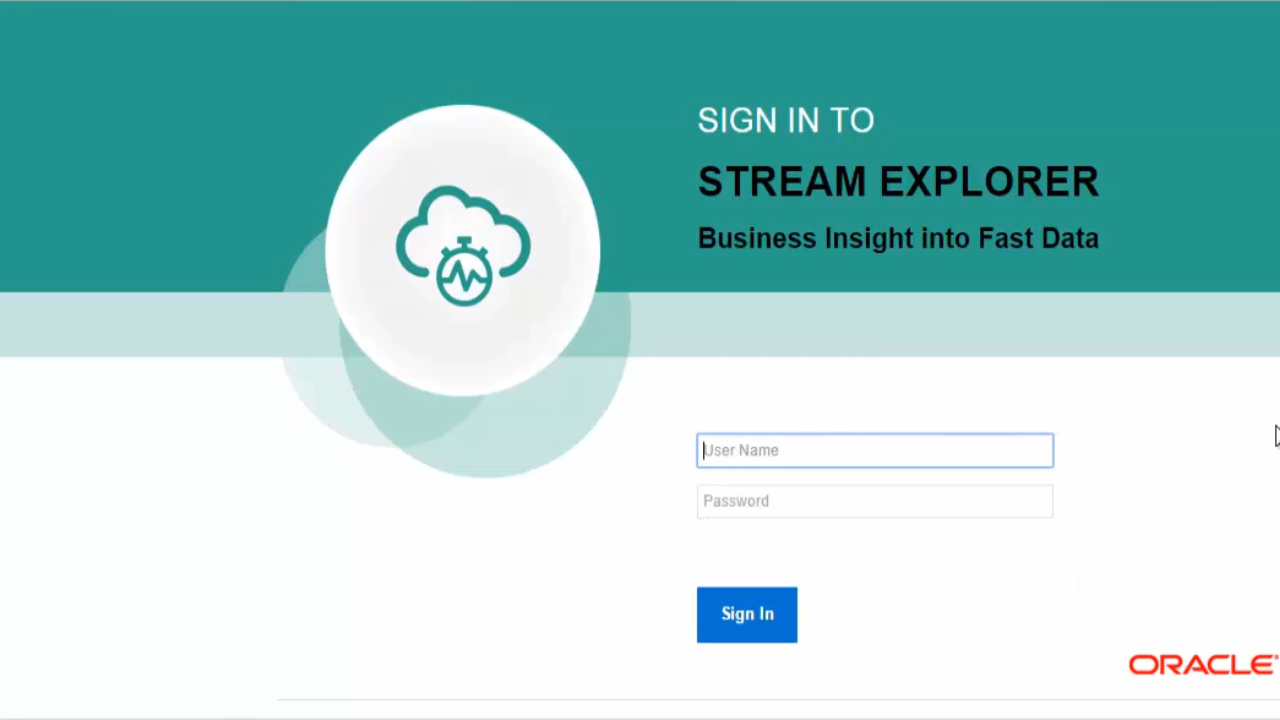 SIGN IN TO
STREAM EXPLORER
Business Insight into Fast Data
User Name
Password
Sign In
ORACLE